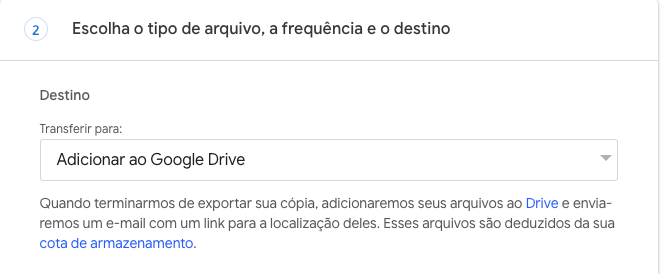 2 Escolha o tipo de arquivo, a frequência e o destino
Destino
Transferir para:
Adicionar ao Google Drive
Quando terminarmos de exportar sua cópia, adicionaremos seus arquivos ao Drive e envia-
remos um e-mail com um link para a localização deles. Esses arquivos são deduzidos da sua
cota de armazenamento.